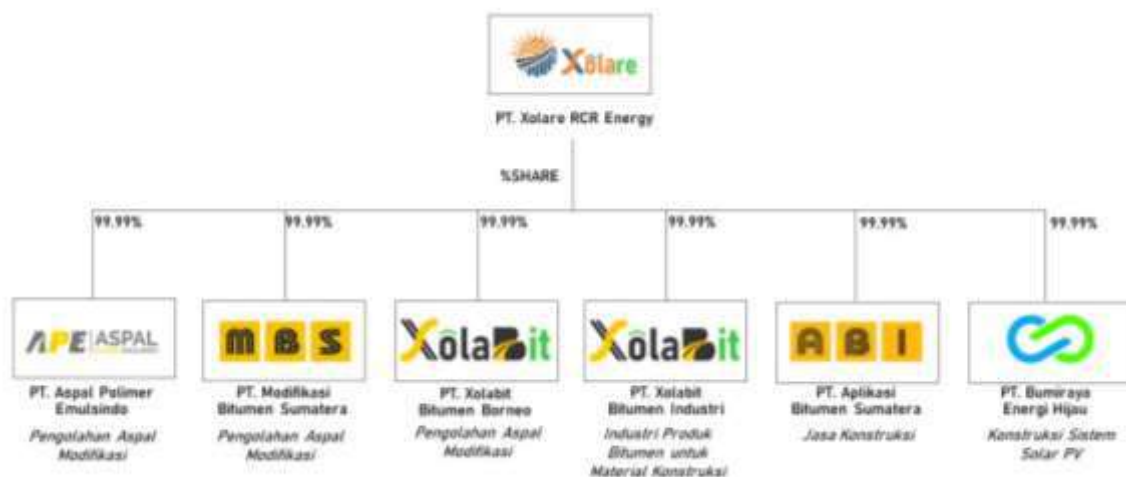 Xolare
PT. Xolare RCR Energy
%SHARE
99.99%
99.99%
99.99%
99.99%
99.99%
99.99%
APE ASPAL
MBS
XolaBit
XolaBit
ABI
PT. Aspal Polimer
Emulsindo
Pengolahan Aspal
Modifikasi
PT. Modifikasi
Bitumen Sumatera
Pengolahan Aspal
Modifikasi
PT. Xolabit
Bitumen Borneo
Pengolahan Aspal
Modifikasi
PT. Xolabit
Bitumen Industri
Industri Produk
Bitumen untuk
Material Konstruksi
PT. Aplikasi
Bitumen Sumatera
Jasa Konstruksi
PT. Bumiraya
Energi Hijau
Konstruksi Sistem
Solar PV